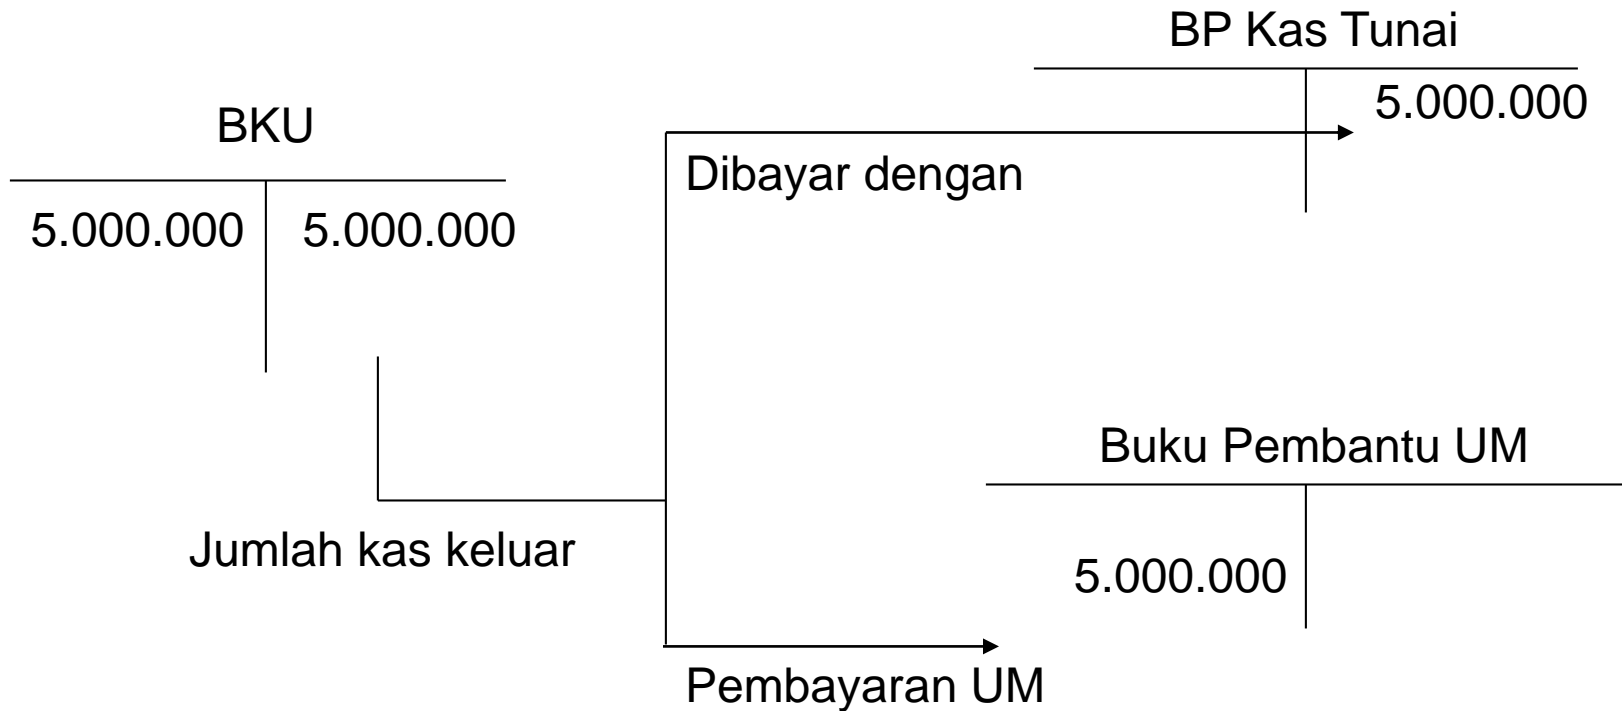 BP Kas Tunai
5.000.000
BKU
Dibayar dengan
5.000.000 5.000.000
Buku Pembantu UM
Jumlah kas keluar
5.000.000
Pembayaran UM